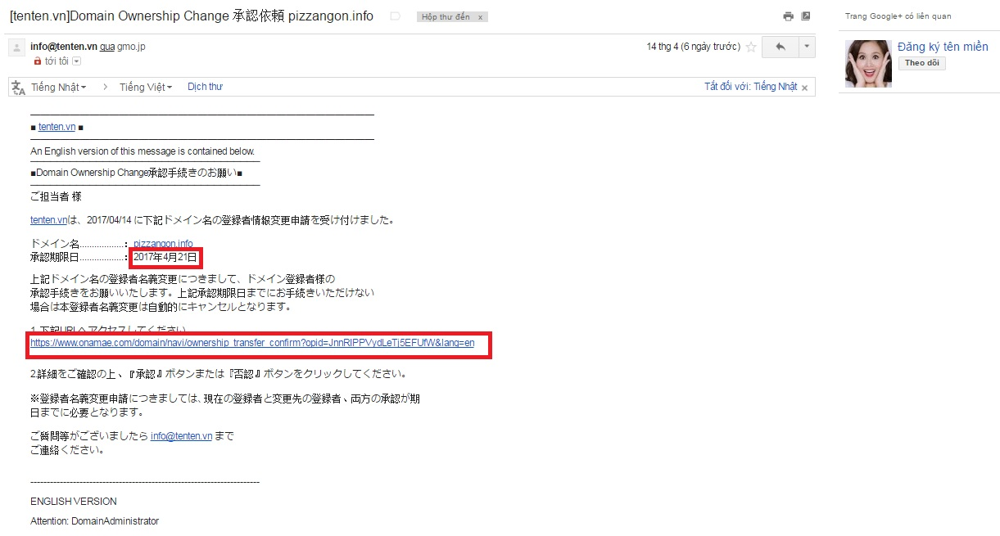 [tenten.vn]Domain Ownership Change 承認依頼 pizzangon.info
Hộp thư đến x
Trang Google+ có liên quan
info@tenten.vn qua gmo.jp
14 thg 4 (6 ngày trước)
tới tôi
Đăng ký tên miền
Theo dõi
Tiếng Nhật > Tiếng Việt Dịch thư
Tắt đối với: Tiếng Nhật x
■ tenten.vn ■
An English version of this message is contained below.
■Domain Ownership Change承認手続きのお願い■
ご担当者 様
tenten.vnは、2017/04/14 に下記ドメイン名の登録者情報変更申請を受け付けました。
ドメイン名..................： pizzangon.info
承認期限日..................： 2017年4月21日
上記ドメイン名の登録者名義変更につきまして、ドメイン登録者様の
承認手続きをお願いいたします。上記承認期限日までにお手続きいただけない
場合は本登録者名義変更は自動的にキャンセルとなります。
1.下記URLへアクセスしてください。
https://www.onamae.com/domain/navi/ownership_transfer_confirm?opid=JnnRIPPVydLeTj5EFUfW&lang=en
2.詳細をご確認の上、『承認』ボタンまたは『否認』ボタンをクリックしてください。
※登録者名義変更申請につきましては、現在の登録者と変更先の登録者、両方の承認が期
日までに必要となります。
ご質問等がございましたら info@tenten.vn まで
ご連絡ください。
ENGLISH VERSION
Attention: DomainAdministrator